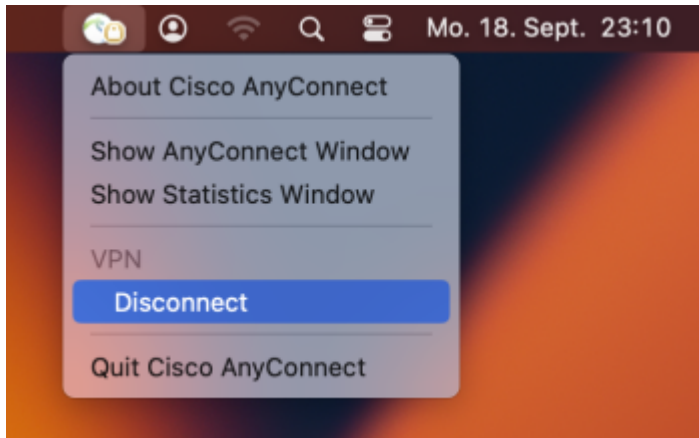 Mo. 18. Sept. 23:10
About Cisco AnyConnect
Show AnyConnect Window
Show Statistics Window
VPN
Disconnect
Quit Cisco AnyConnect